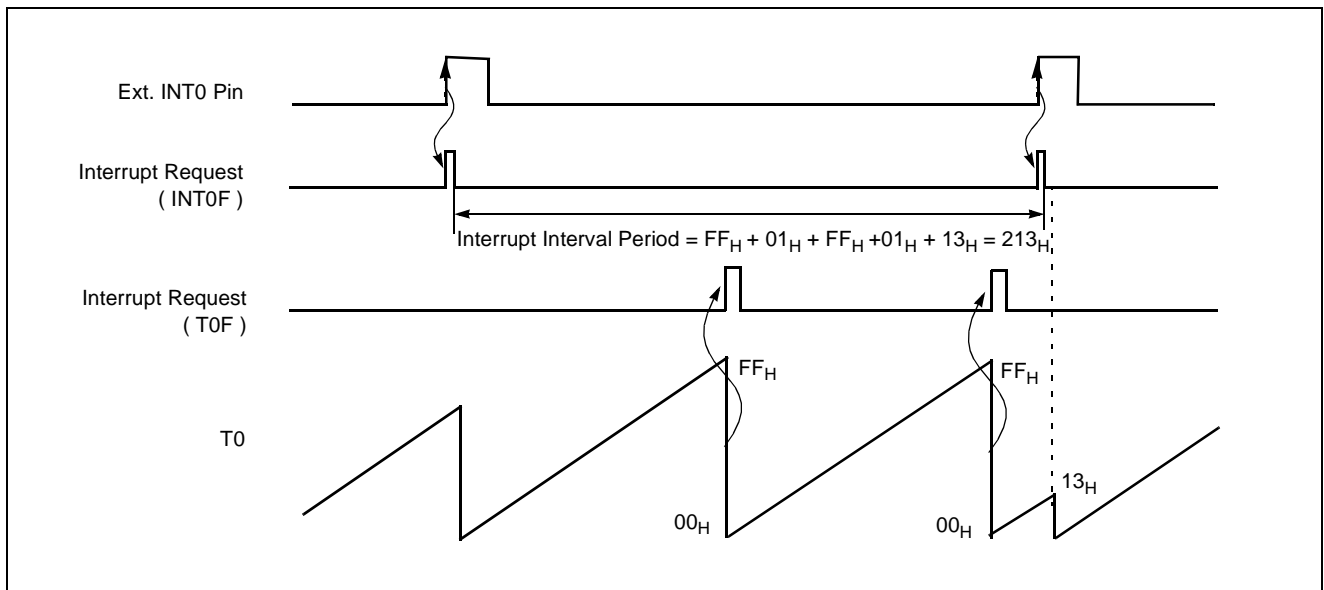 Ext. INT0 Pin
Interrupt Request
( INT0F )
Interrupt Interval Period = FFH + 01H + FFH +01H + 13H = 213H
Interrupt Request
( T0F )
FFH
FFH
T0
13H
00H
00H